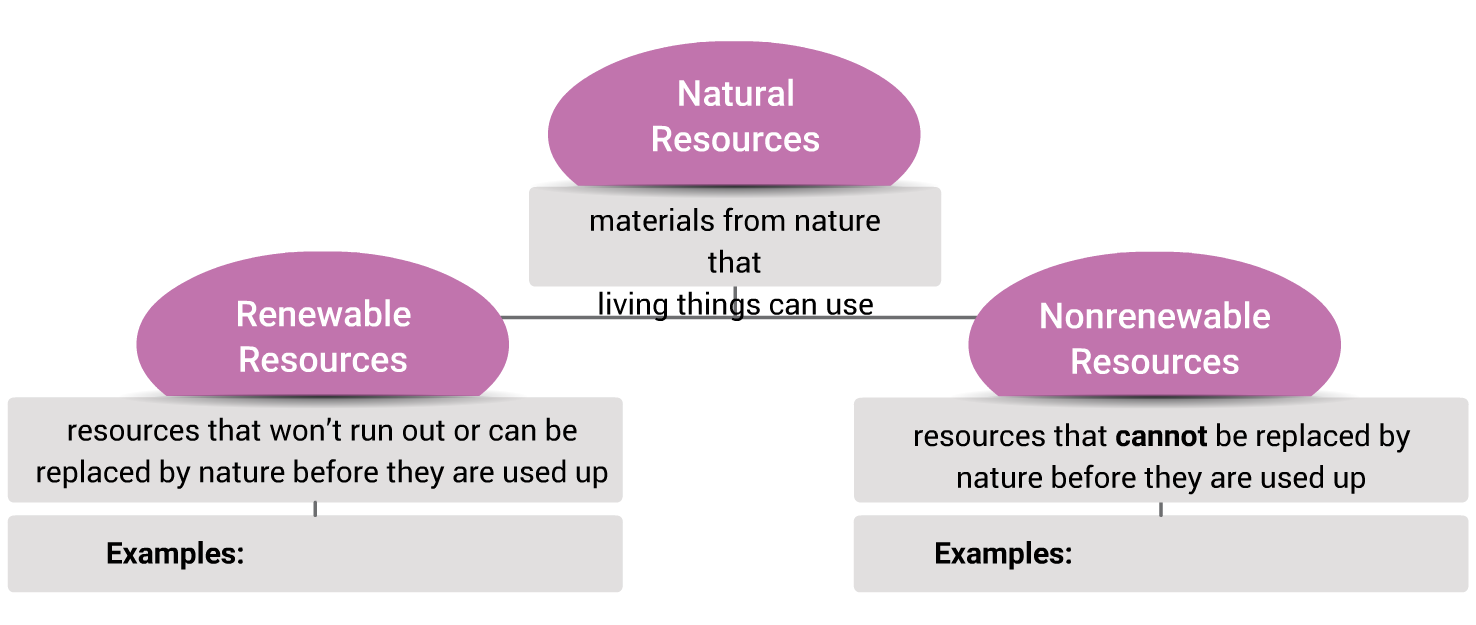 Natural
Resources
materials from nature
that
living things can use
Renewable
Resources
resources that won’t run out or can be
replaced by nature before they are used up
Examples:
Nonrenewable
Resources
resources that cannot be replaced by
nature before they are used up
Examples: